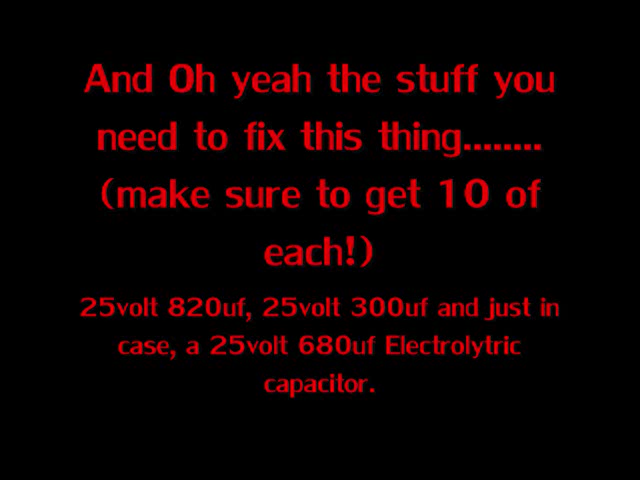 And Oh yeah the stuff you
need to fix this thing........
(make sure to get 10 of
each!)
25volt 820uf, 25volt 300uf and just in
case, a 25volt 680uf Electrolytric
capacitor.